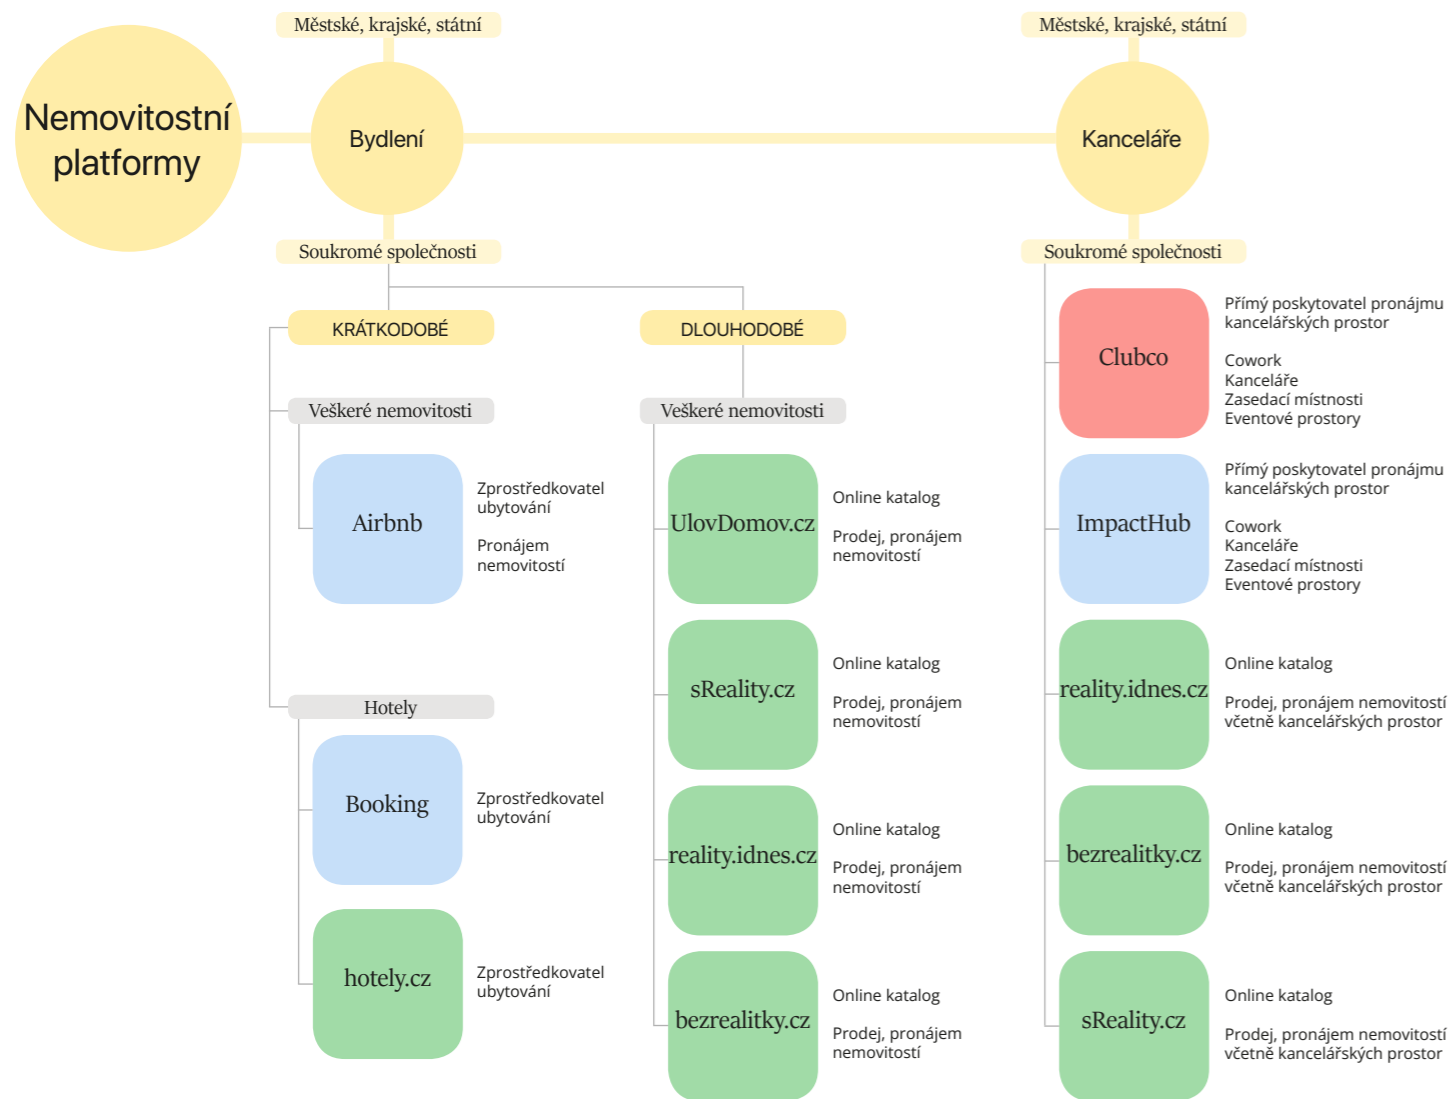 Nemovitostní
platformy
Městské, krajské, státní
Bydlení
Soukromé společnosti
KRÁTKODOBÉ
Veškeré nemovitosti
Airbnb
Zprostředkovatel
ubytování
Pronájem
nemovitostí
Hotely
Booking
Zprostředkovatel
ubytování
hotely.cz
Zprostředkovatel
ubytování
DLOUHODOBÉ
Veškeré nemovitosti
UlovDomov.cz
Online katalog
Prodej, pronájem
nemovitostí
sReality.cz
Online katalog
Prodej, pronájem
nemovitostí
reality.idnes.cz
Online katalog
Prodej, pronájem
nemovitostí
bezrealitky.cz
Online katalog
Prodej, pronájem
nemovitostí
Městské, krajské, státní
Kanceláře
Soukromé společnosti
Clubco
Přímý poskytovatel pronájmu
kancelářských prostor
Cowork
Kanceláře
Zasedací místnosti
Eventové prostory
ImpactHub
Přímý poskytovatel pronájmu
kancelářských prostor
Cowork
Kanceláře
Zasedací místnosti
Eventové prostory
reality.idnes.cz
Online katalog
Prodej, pronájem nemovitostí
včetně kancelářských prostor
bezrealitky.cz
Online katalog
Prodej, pronájem nemovitostí
včetně kancelářských prostor
sReality.cz
Online katalog
Prodej, pronájem nemovitostí
včetně kancelářských prostor